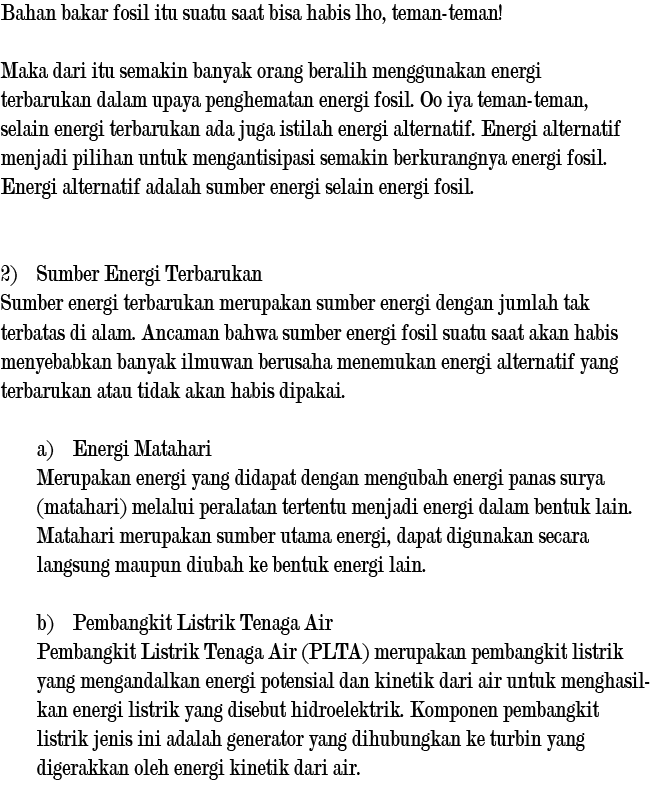 Bahan bakar fosil itu suatu saat bisa habis lho, teman-teman!
Maka dari itu semakin banyak orang beralih menggunakan energi
terbarukan dalam upaya penghematan energi fosil. Oo iya teman-teman,
selain energi terbarukan ada juga istilah energi alternatif. Energi alternatif
menjadi pilihan untuk mengantisipasi semakin berkurangnya energi fosil.
Energi alternatif adalah sumber energi selain energi fosil.
2) Sumber Energi Terbarukan
Sumber energi terbarukan merupakan sumber energi dengan jumlah tak
terbatas di alam. Ancaman bahwa sumber energi fosil suatu saat akan habis
menyebabkan banyak ilmuwan berusaha menemukan energi alternatif yang
terbarukan atau tidak akan habis dipakai.
a) Energi Matahari
Merupakan energi yang didapat dengan mengubah energi panas surya
(matahari) melalui peralatan tertentu menjadi energi dalam bentuk lain.
Matahari merupakan sumber utama energi, dapat digunakan secara
langsung maupun diubah ke bentuk energi lain.
b) Pembangkit Listrik Tenaga Air
Pembangkit Listrik Tenaga Air (PLTA) merupakan pembangkit listrik
yang mengandalkan energi potensial dan kinetik dari air untuk menghasil-
kan energi listrik yang disebut hidroelektrik. Komponen pembangkit
listrik jenis ini adalah generator yang dihubungkan ke turbin yang
digerakkan oleh energi kinetik dari air.